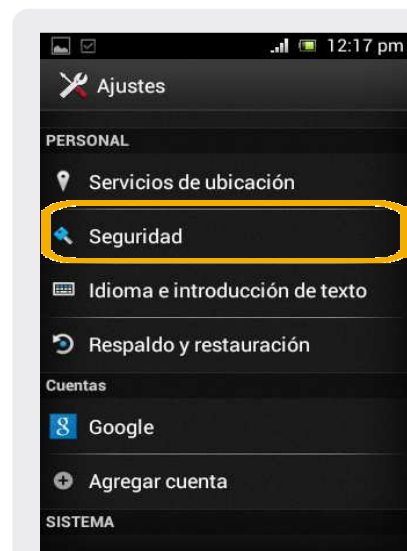 12:17 pm
Ajustes
PERSONAL
Servicios de ubicación
Seguridad
Idioma e introducción de texto
Respaldo y restauración
Cuentas
8 Google
Agregar cuenta
SISTEMA